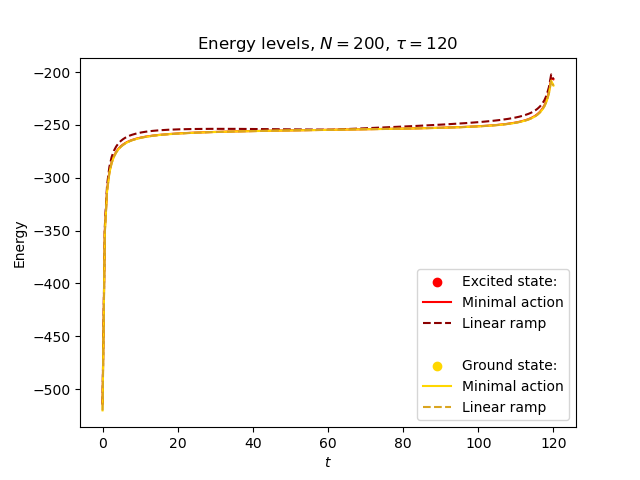 Energy levels, N = 200, τ = 120
−200
−250
−300
−350
−400
−450
−500
Energy
0
20
40
60
80
100
120
t
Excited state:
Minimal action
Linear ramp
Ground state:
Minimal action
Linear ramp